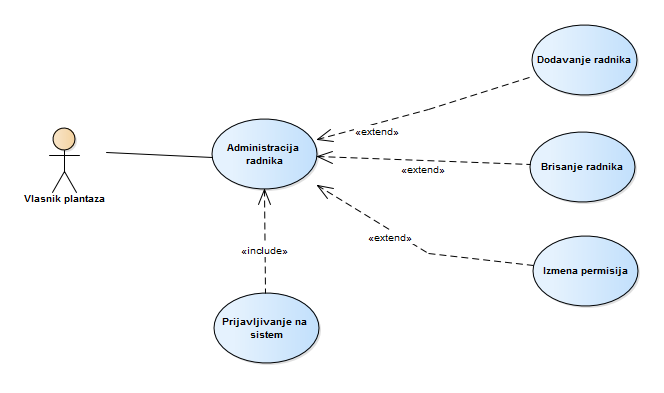 Dodavanje radnika
«extend»
Administracija
radnika
Brisanje radnika
«extend»
Vlasnik plantaza
«extend»
Izmena permisija
«include»
Prijavljivanje na
sistem